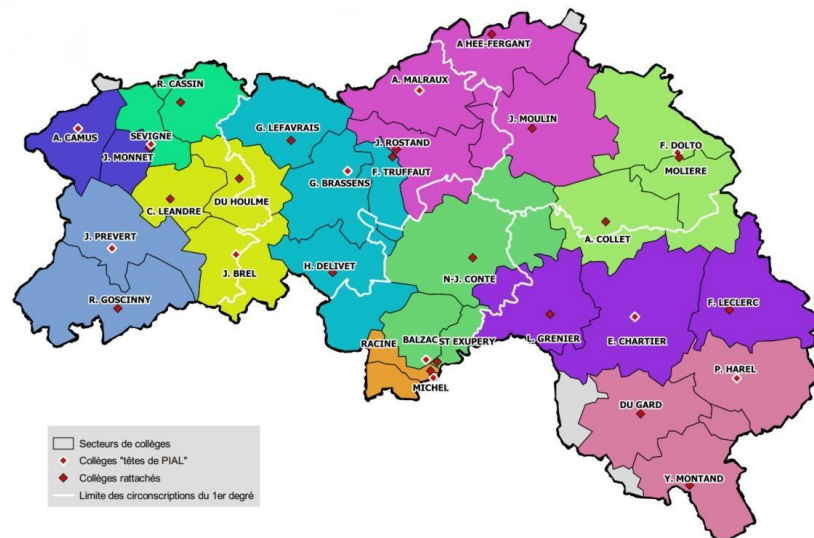 A HEE-FERGANT
R. CASSIN
A. MALRAUX
A. CAMUS
SEVIGNE
G. LEFAVRAIS
J. ROSTAND
J. MOULIN
J. MONNET
F. TRUFFAUT
F. DOLTO
MOLIERE
G. BRASSENS
DU HOULME
C. LEANDRE
A. COLLET
J. PREVERT
J. BREL
H. DELIVET
N-J. CONTE
R. GOSCINNY
F. LECLERC
RACINE
BALZAC
ST EXUPERY
L. GRENIER
E. CHARTIER
MICHEL
P. HAREL
DU GARD
Y. MONTAND
Secteurs de collèges
Collèges "têtes de PIAL"
Collèges rattachés
Limite des circonscriptions du 1er degré